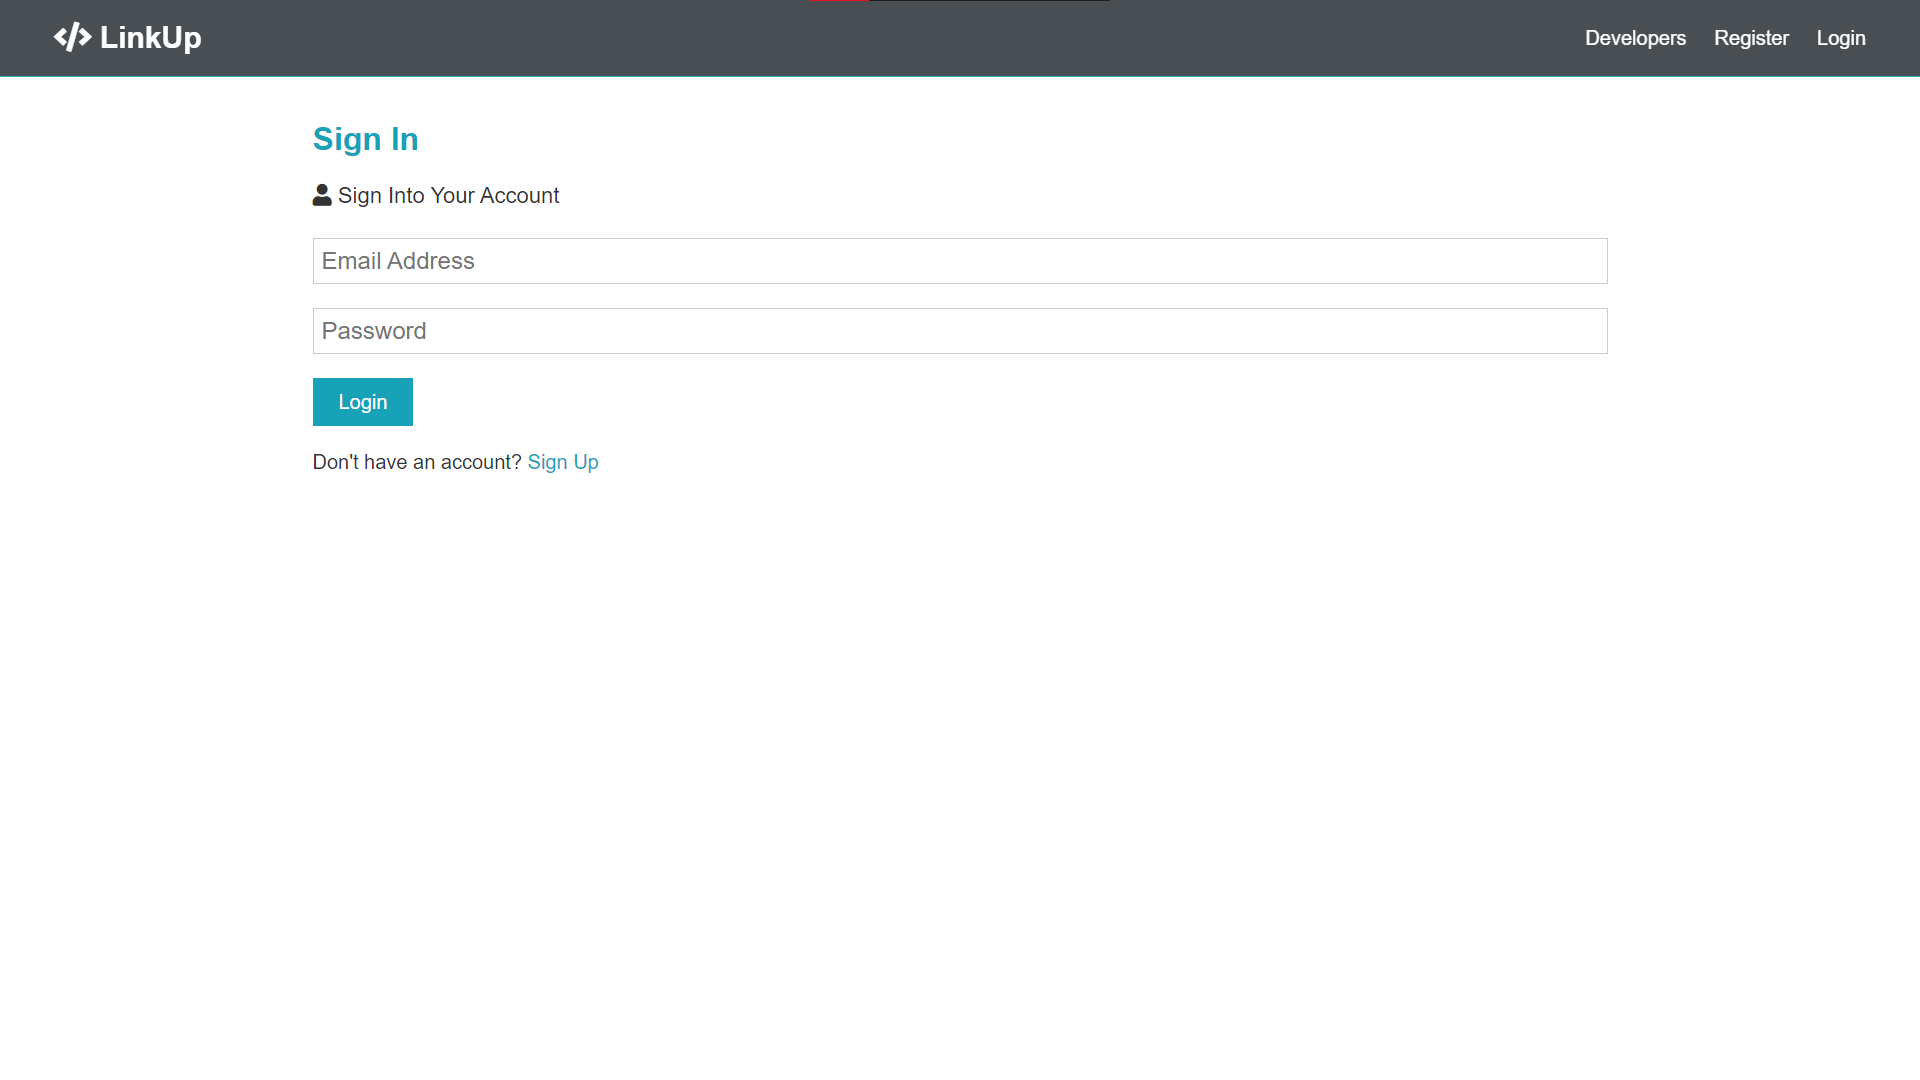 LinkUp
Developers Register Login
Sign In
Sign Into Your Account
Email Address
Password
Login
Don't have an account? Sign Up